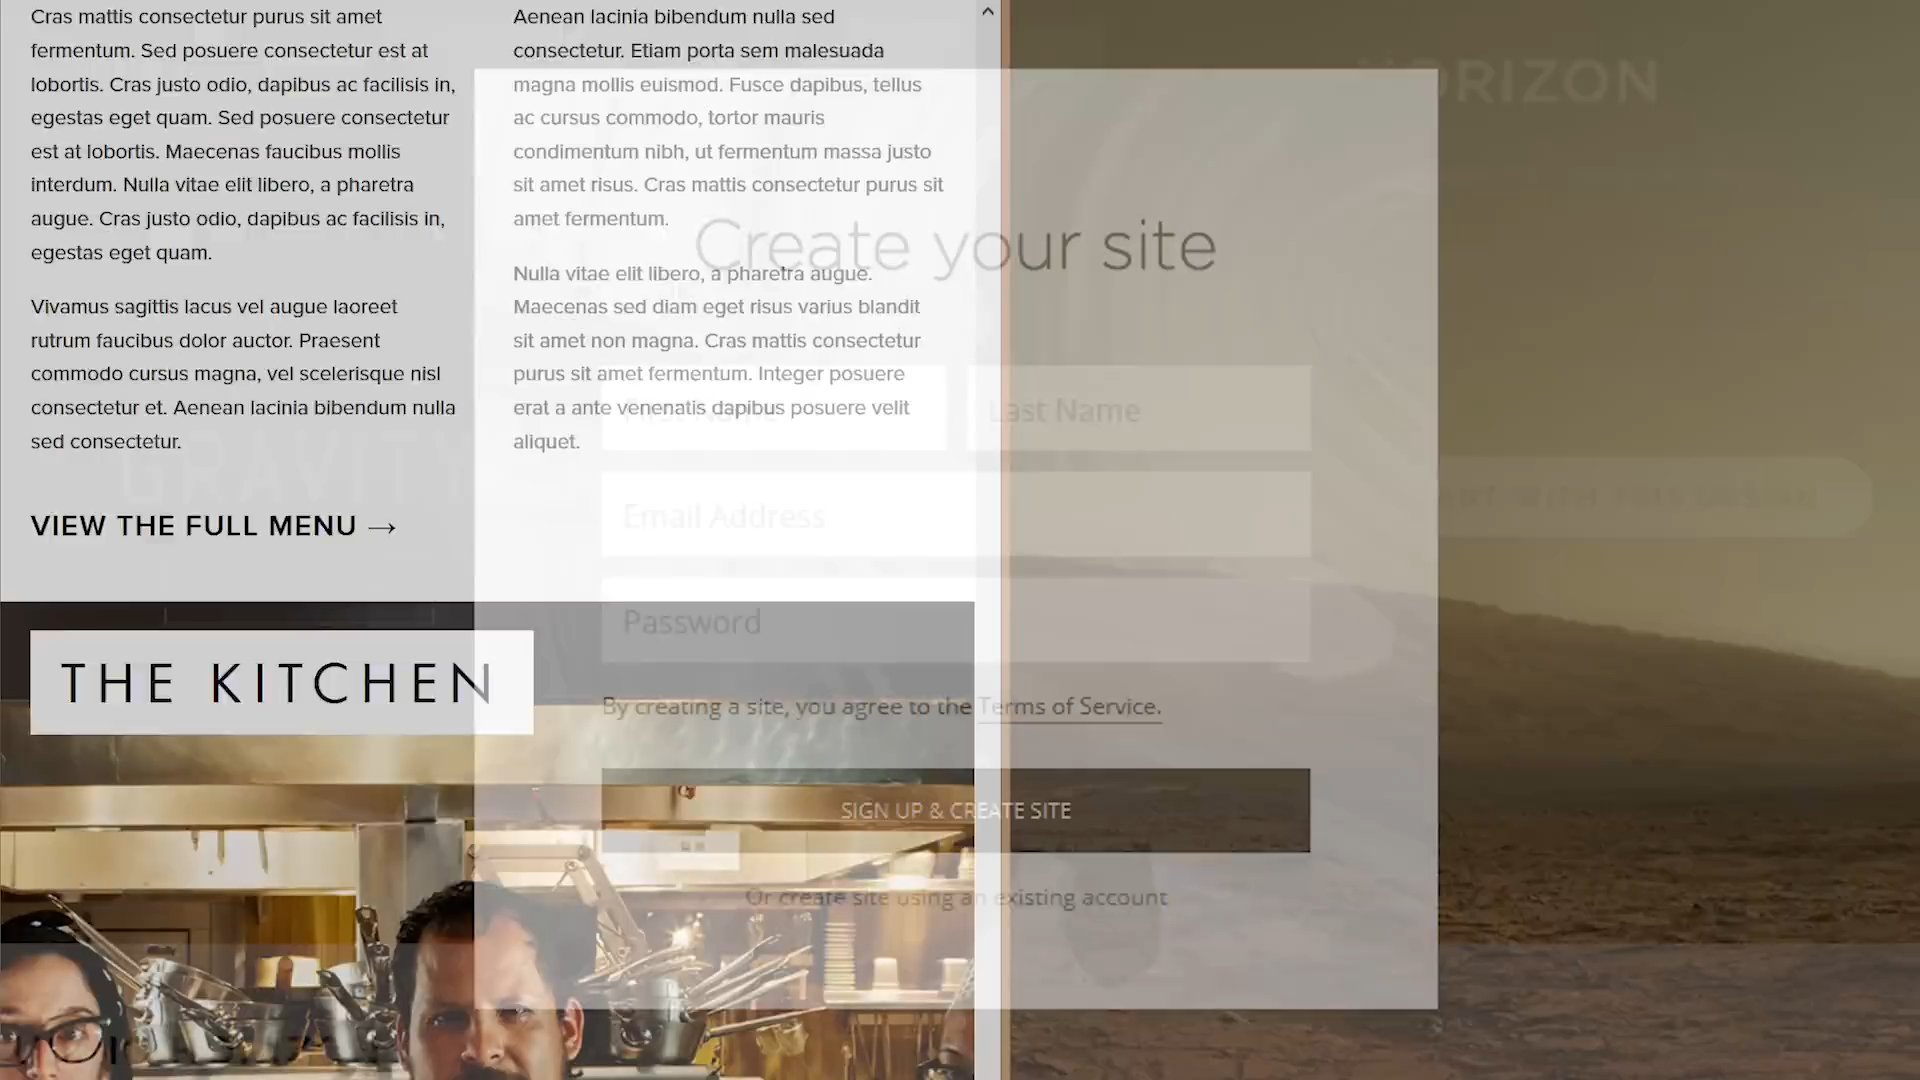 Cras mattis consectetur purus sit amet
fermentum. Sed posuere consectetur est at
lobortis. Cras justo odio, dapibus ac facilisis in,
egestas eget quam. Sed posuere consectetur
est at lobortis. Maecenas faucibus mollis
interdum. Nulla vitae elit libero, a pharetra
augue. Cras justo odio, dapibus ac facilisis in,
egestas eget quam.
Vivamus sagittis lacus vel augue laoreet
rutrum faucibus dolor auctor. Praesent
commodo cursus magna, vel scelerisque nisl
consectetur et. Aenean lacinia bibendum nulla
sed consectetur.
VIEW THE FULL MENU →
THE KITCHEN
GRAVITY
Aenean lacinia bibendum nulla sed
consectetur. Etiam porta sem malesuada
magna mollis euismod. Fusce dapibus, tellus
ac cursus commodo, tortor mauris
condimentum nibh, ut fermentum massa justo
sit amet risus. Cras mattis consectetur purus sit
amet fermentum.
Nulla vitae elit libero, a pharetra augue.
Maecenas sed diam eget risus varius blandit
sit amet non magna. Cras mattis consectetur
purus sit amet fermentum. Integer posuere
erat a ante venenatis dapibus posuere velit
aliquet.
HORIZON
Create your site
First Name
Last Name
Email Address
Password
By creating a site, you agree to the Terms of Service.
SIGN UP & CREATE SITE
Or create site using an existing account
WITH THIS DESIGN